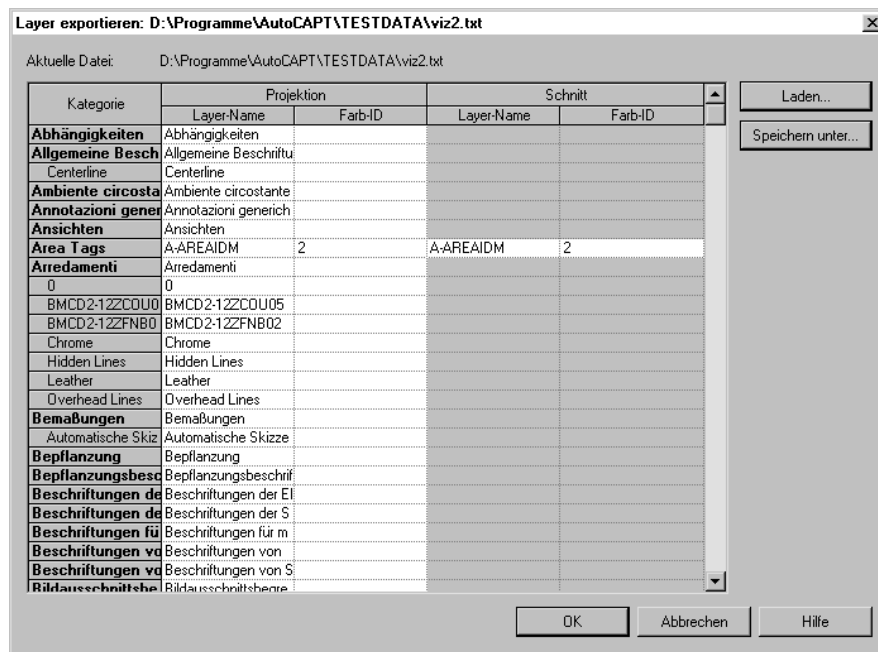 Layer exportieren: D:\Programme\AutoCAPT\TESTDATA\viz2.txt
Aktuelle Datei: D:\Programme\AutoCAPT\TESTDATA\viz2.txt
Kategorie Projektion Schnitt
Layer-Name Farb-ID Layer-Name Farb-ID
Abhängigkeiten Abhängigkeiten
Allgemeine Besch Allgemeine Beschriftu
Centerline Centerline
Ambiente circosta Ambiente circostante
Annotazioni gener Annotazioni generich
Ansichten Ansichten
Area Tags A-AREAIDM 2 A-AREAIDM 2
Arredamenti Arredamenti
0 0
BMCD2-12ZCOU0 BMCD2-12ZCOU05
BMCD2-12ZFNB0 BMCD2-12ZFNB02
Chrome Chrome
Hidden Lines Hidden Lines
Leather Leather
Overhead Lines Overhead Lines
Bemaßungen Bemaßungen
Automatische Skiz Automatische Skizze
Bepflanzung Bepflanzung
Bepflanzungsbesc Bepflanzungsbeschrif
Beschriftungen de Beschriftungen der El
Beschriftungen de Beschriftungen der S
Beschriftungen fü Beschriftungen für m
Beschriftungen vo Beschriftungen von
Beschriftungen vo Beschriftungen von S
Bildausschnittsbe Bildausschnittsbegre
Laden...
Speichern unter...
OK Abbrechen Hilfe